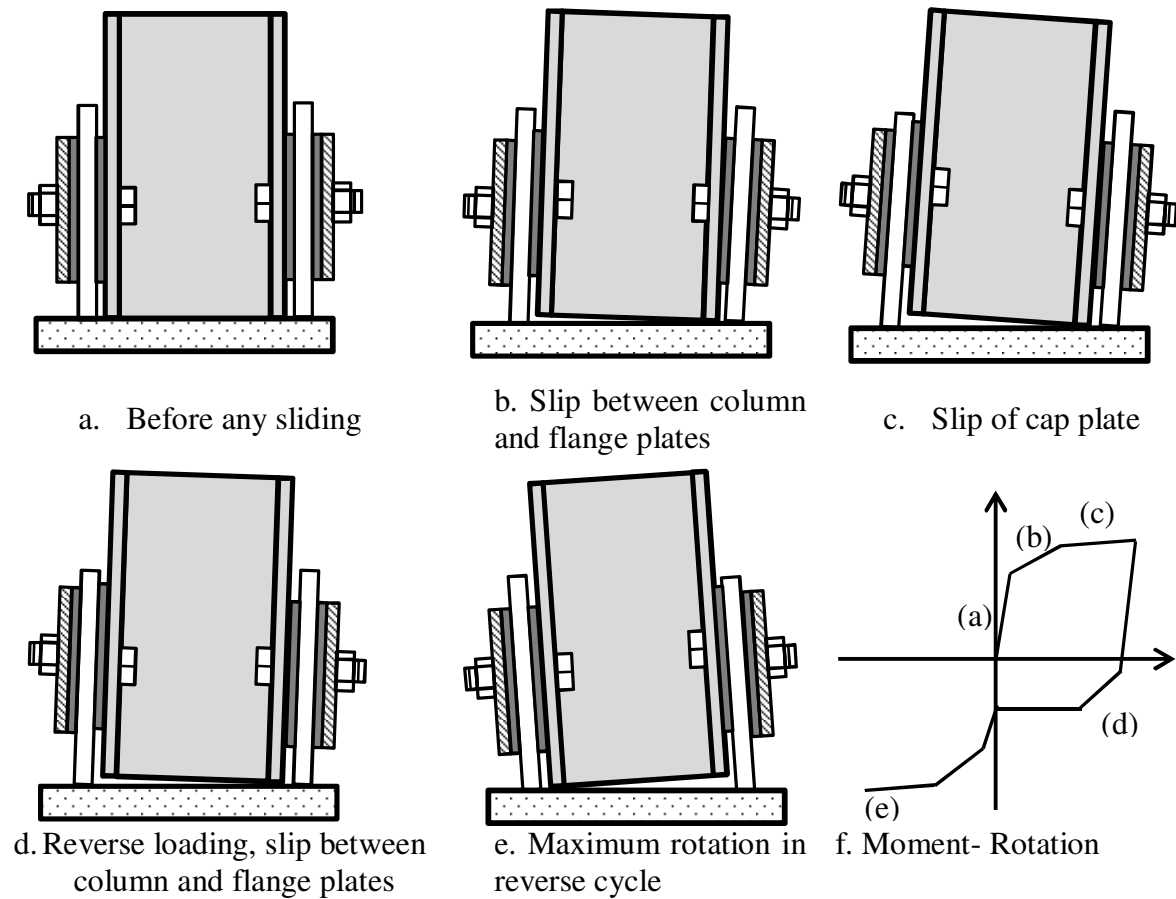 a. Before any sliding
b. Slip between column
and flange plates
c. Slip of cap plate
(a)
(b)
(c)
(d)
(e)
d. Reverse loading, slip between
column and flange plates
e. Maximum rotation in
reverse cycle
f. Moment- Rotation